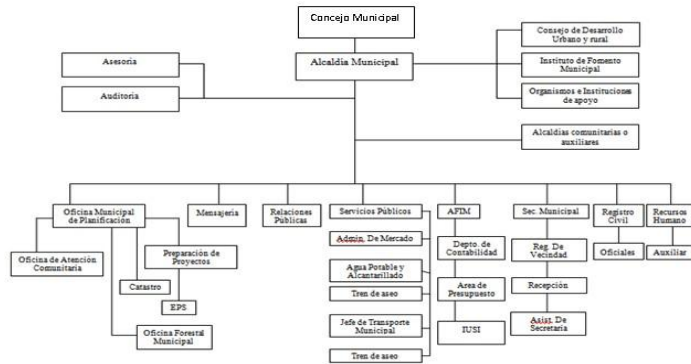 Concejo Municipal
Alcaldía Municipal
Asesoria
Auditoria
Consejo de Desarrollo
Urbano y rural
Instituto de Fomento
Municipal
Organismos e Instituciones
de apoyo
Alcaldías comunitarias o
auxiliares
Oficina Municipal
de Planificación
Mensajería
Relaciones
Públicas
Servicios Públicos
AFIM
Sec. Municipal
Registro
Civil
Recursos
Humano
Oficina de Atención
Comunitaria
Preparación de
Proyectos
Catastro
EPS
Oficina Forestal
Municipal
Admin. De Mercado
Agua Potable y
Alcantarillado
Tren de aseo
Jefe de Transporte Municipal
Tren de aseo
Depto. de
Contabilidad
Area de
Presupuesto
IUSI
Reg. De
Vecindad
Recepción
Asist. De
Secretaría
Oficiales
Auxiliar